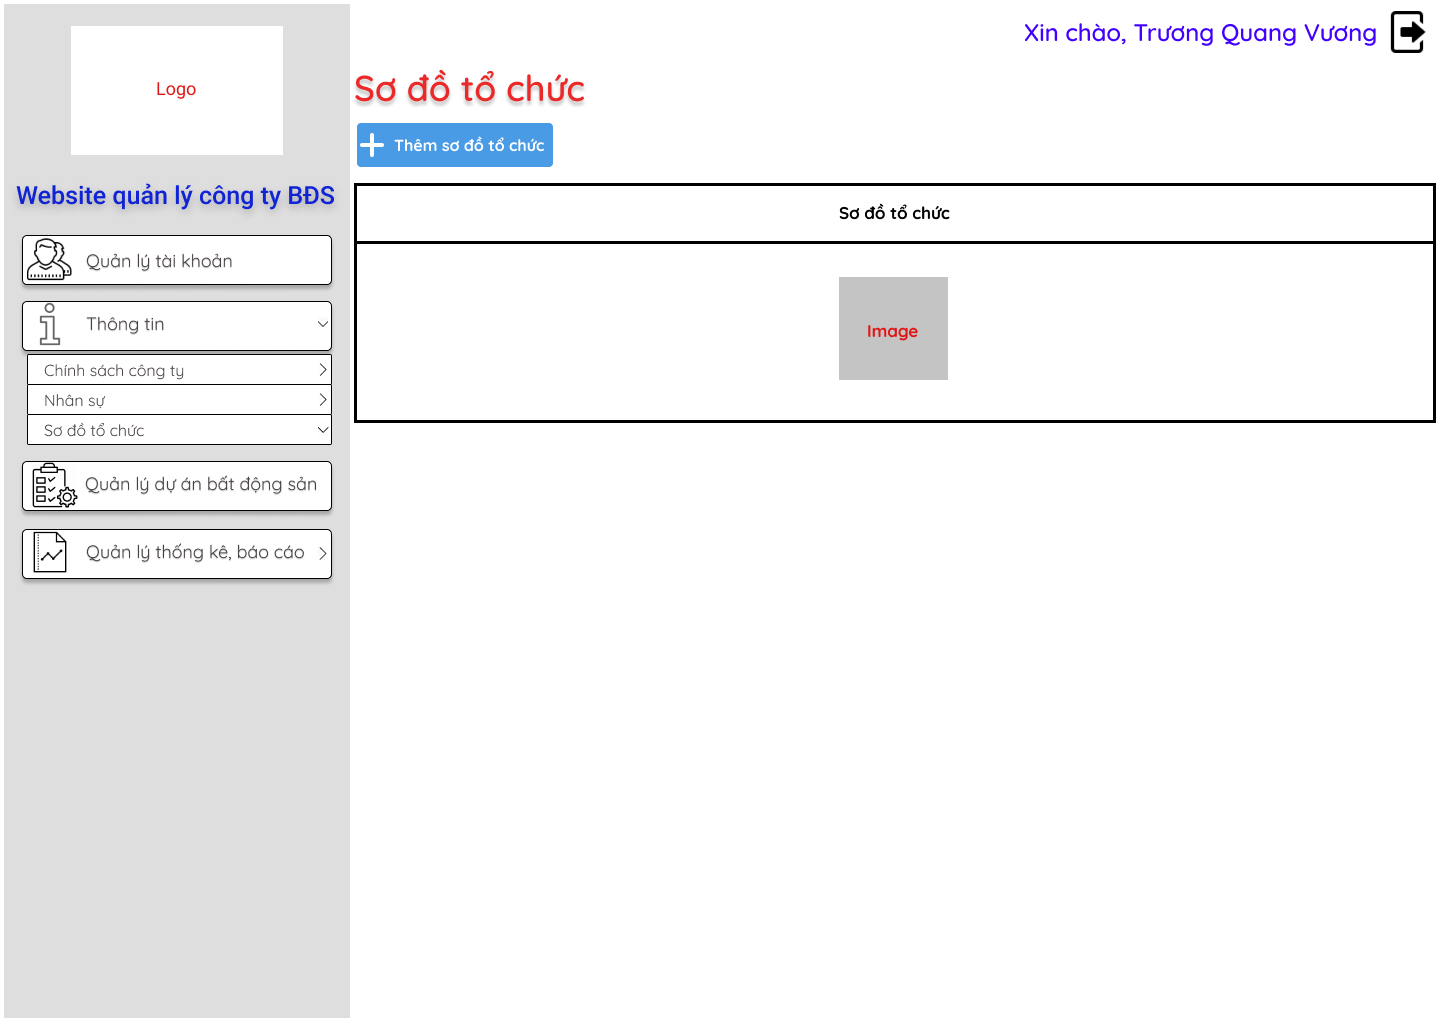 Logo
Website quản lý công ty BĐS
Quản lý tài khoản
Thông tin
Chính sách công ty
Nhân sự
Sơ đồ tổ chức
Quản lý dự án bất động sản
Quản lý thống kê, báo cáo
Xin chào, Trương Quang Vương
Sơ đồ tổ chức
Thêm sơ đồ tổ chức
Sơ đồ tổ chức
Image